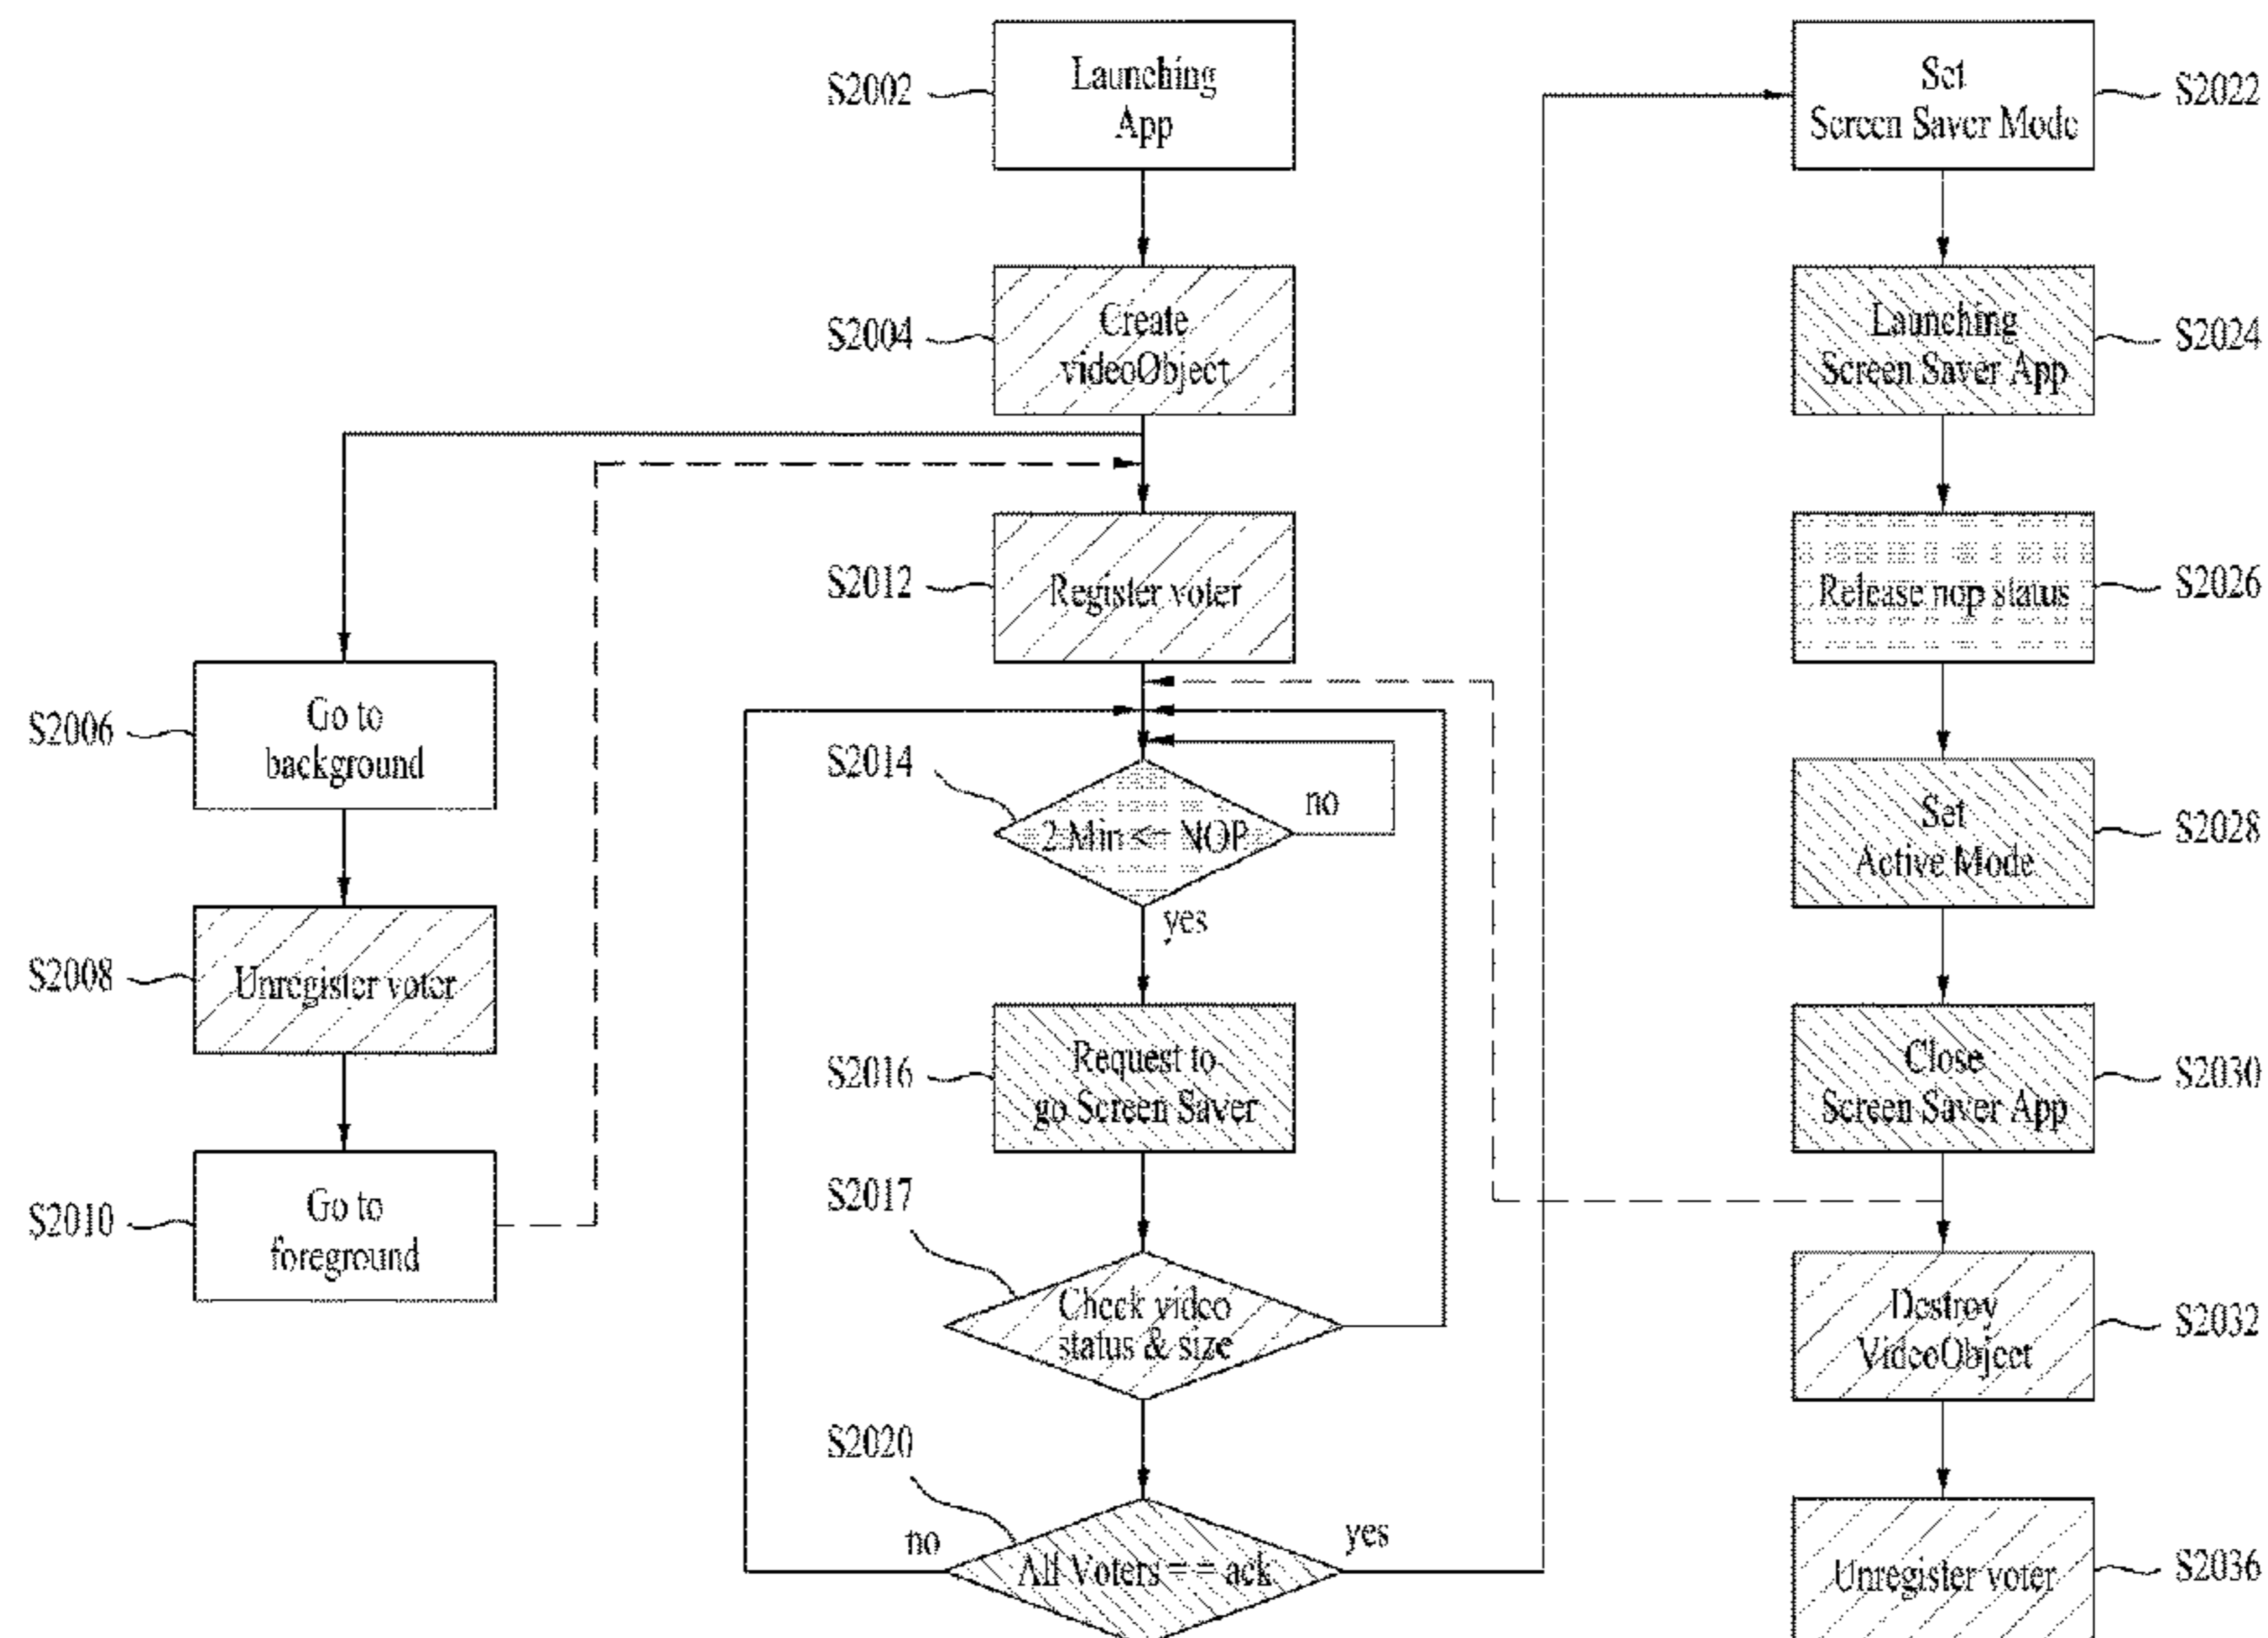 S2002
Launching
App
S2004
Create
videoObject
S2006
Go to
background
S2008
Unregister voter
S2010
Go to
foreground
S2012
Register voter
S2014
2 Min <= NOP
no
yes
S2016
Request to
go Screen Saver
S2017
Check video
status & size
S2020
no
All Voters == ack
yes
Set
Screen Saver Mode
S2022
Launching
Screen Saver App
S2024
Release nop status
S2026
Set
Active Mode
S2028
Close
Screen Saver App
S2030
Destroy
VideoObject
S2032
Unregister voter
S2036